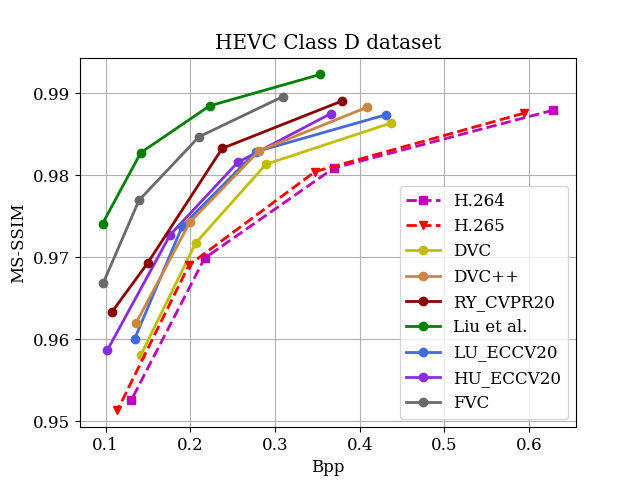 HEVC Class D dataset
MS-SSIM
0.99
0.98
0.97
0.96
0.95
0.1 0.2 0.3 0.4 0.5 0.6
Bpp
H.264
H.265
DVC
DVC++
RY_CVPR20
Liu et al.
LU_ECCV20
HU_ECCV20
FVC